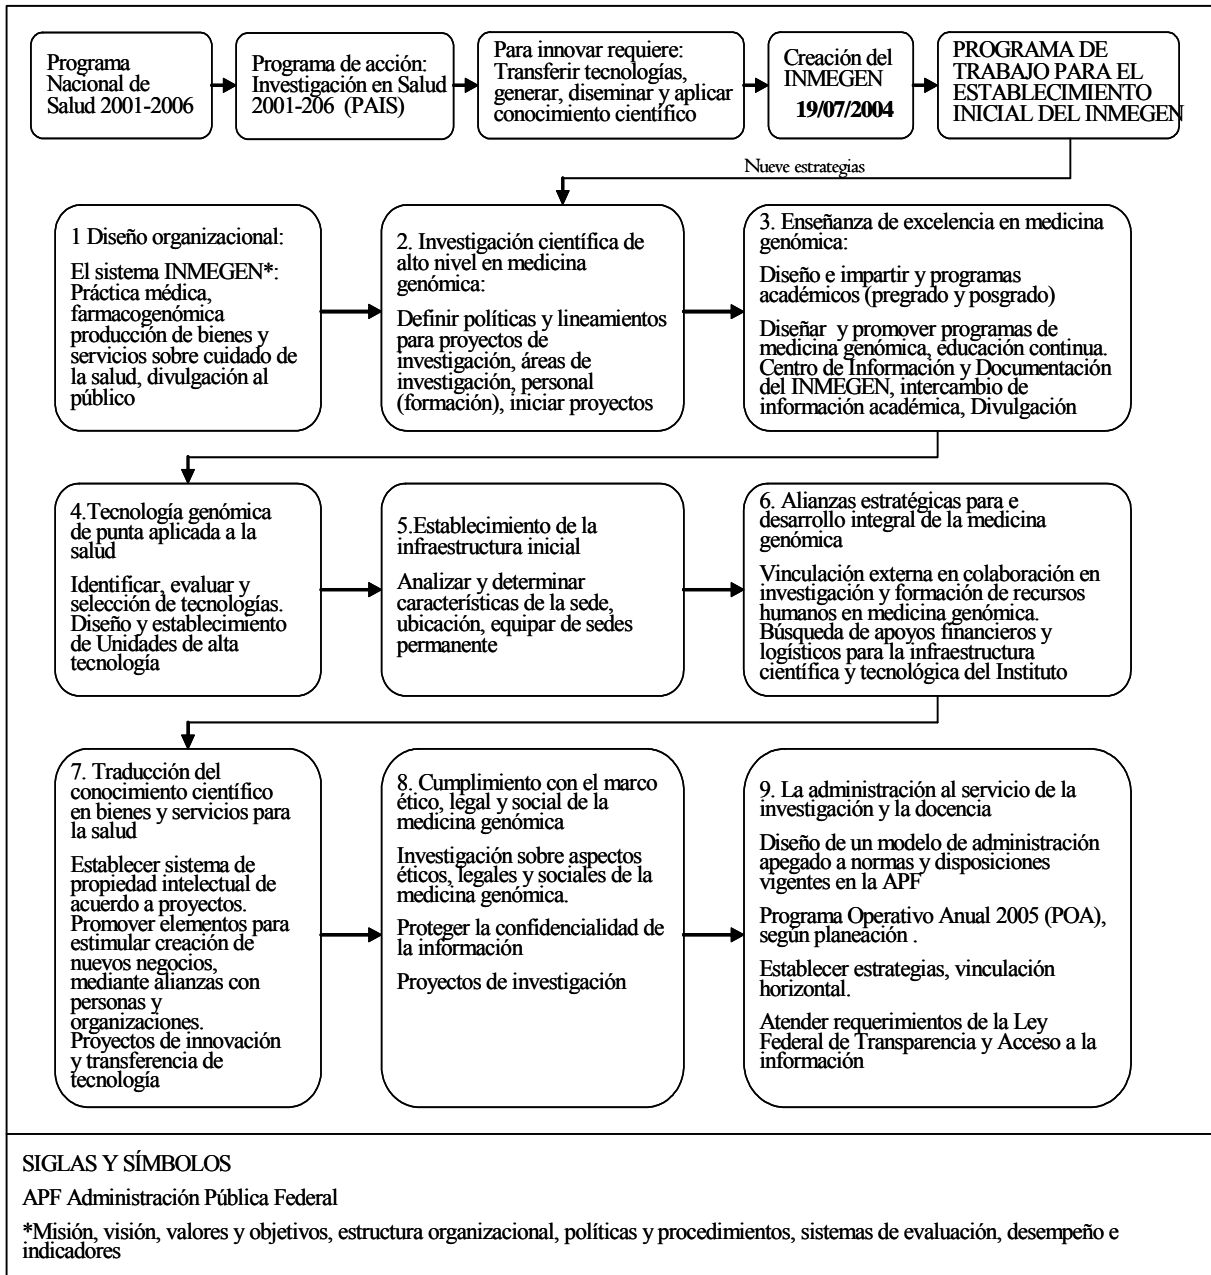 Programa
Nacional de
Salud 2001-2006
Programa de acción:
Investigación en Salud
2001-206 (PAIS)
Para innovar requiere:
Transferir tecnologías,
generar, diseminar y aplicar
conocimiento científico
Creación del
INMEGEN
19/07/2004
PROGRAMA DE
TRABAJO PARA EL
ESTABLECIMIENTO
INICIAL DEL INMEGEN
Nueve estrategias
1 Diseño organizacional:
El sistema INMEGEN*:
Práctica médica,
farmacogenómica
producción de bienes y
servicios sobre cuidado de
la salud, divulgación al
público
2. Investigación científica de
alto nivel en medicina
genómica:
Definir políticas y lineamientos
para proyectos de
investigación, áreas de
investigación, personal
(formación), iniciar proyectos
3. Enseñanza de excelencia en medicina
genómica:
Diseño e impartir y programas
académicos (pregrado y posgrado)
Diseñar y promover programas de
medicina genómica, educación continua.
Centro de Información y Documentación
del INMEGEN, intercambio de
información académica, Divulgación
4.Tecnología genómica
de punta aplicada a la
salud
Identificar, evaluar y
selección de tecnologías.
Diseño y establecimiento
de Unidades de alta
tecnología
5.Establecimiento de la
infraestructura inicial
Analizar y determinar
características de la sede,
ubicación, equipar de sedes
permanente
6. Alianzas estratégicas para e
desarrollo integral de la medicina
genómica
Vinculación externa en colaboración en
investigación y formación de recursos
humanos en medicina genómica.
Búsqueda de apoyos financieros y
logísticos para la infraestructura
científica y tecnológica del Instituto
7. Traducción del
conocimiento científico
en bienes y servicios para
la salud
Establecer sistema de
propiedad intelectual de
acuerdo a proyectos.
Promover elementos para
estimular creación de
nuevos negocios,
mediante alianzas con
personas y
organizaciones.
Proyectos de innovación
y transferencia de
tecnología
8. Cumplimiento con el marco
ético, legal y social de la
medicina genómica
Investigación sobre aspectos
éticos, legales y sociales de la
medicina genómica.
Proteger la confidencialidad de
la información
Proyectos de investigación
9. La administración al servicio de la
investigación y la docencia
Diseño de un modelo de administración
apegado a normas y disposiciones
vigentes en la APF
Programa Operativo Anual 2005 (POA),
según planeación .
Establecer estrategias, vinculación
horizontal.
Atender requerimientos de la Ley
Federal de Transparencia y Acceso a la
información
SIGLAS Y SÍMBOLOS
APF Administración Pública Federal
*Misión, visión, valores y objetivos, estructura organizacional, políticas y procedimientos, sistemas de evaluación, desempeño e
indicadores